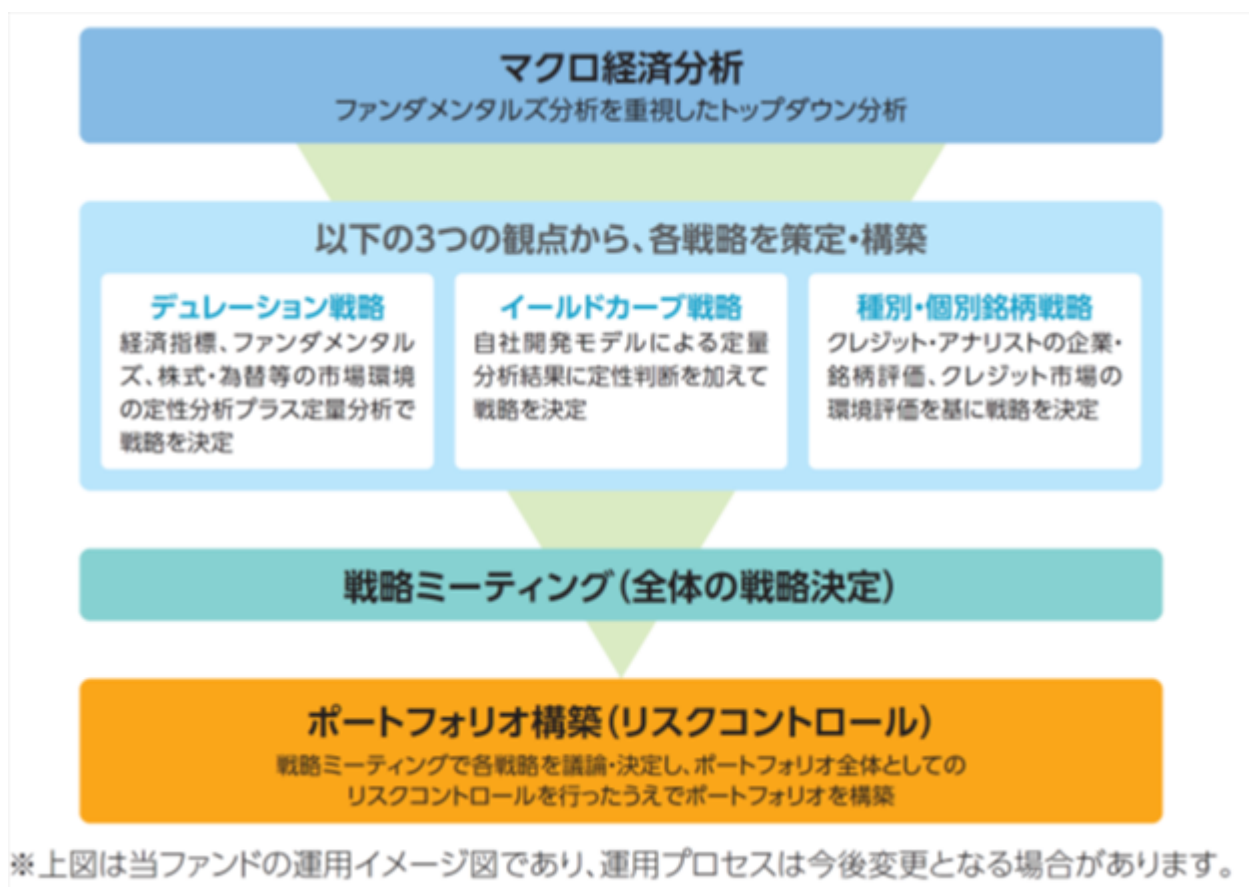 マクロ経済分析
ファンダメンタルズ分析を重視したトップダウン分析
以下の3つの観点から、各戦略を策定・構築
デュレーション戦略
経済指標、ファンダメンタル
ズ、株式・為替等の市場環境
の定性分析プラス定量分析で
戦略を決定
イールドカーブ戦略
自社開発モデルによる定量
分析結果に定性判断を加えて
戦略を決定
種別・個別銘柄戦略
クレジット・アナリストの企業・
銘柄評価、クレジット市場の
環境評価を基に戦略を決定
戦略ミーティング(全体の戦略決定)
ポートフォリオ構築(リスクコントロール)
戦略ミーティングで各戦略を議論・決定し、ポートフォリオ全体としての
リスクコントロールを行ったうえでポートフォリオを構築
※上図は当ファンドの運用イメージ図であり、運用プロセスは今後変更となる場合があります。